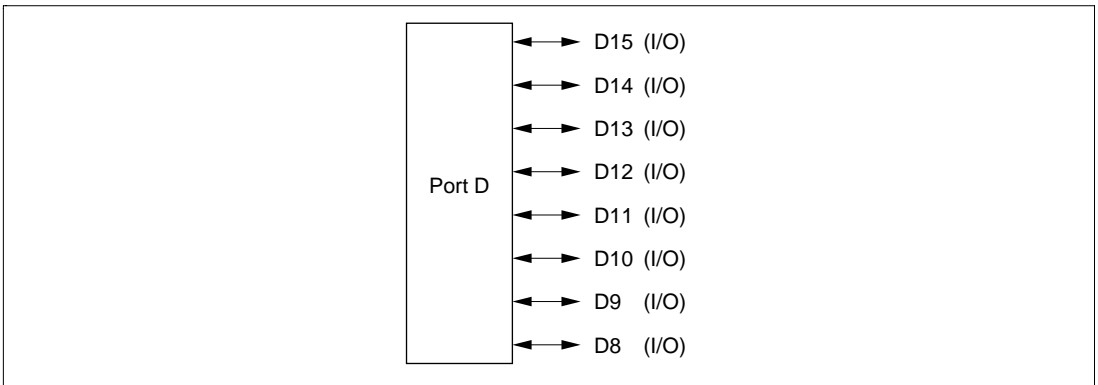 Port D
D15 (I/O)
D14 (I/O)
D13 (I/O)
D12 (I/O)
D11 (I/O)
D10 (I/O)
D9 (I/O)
D8 (I/O)